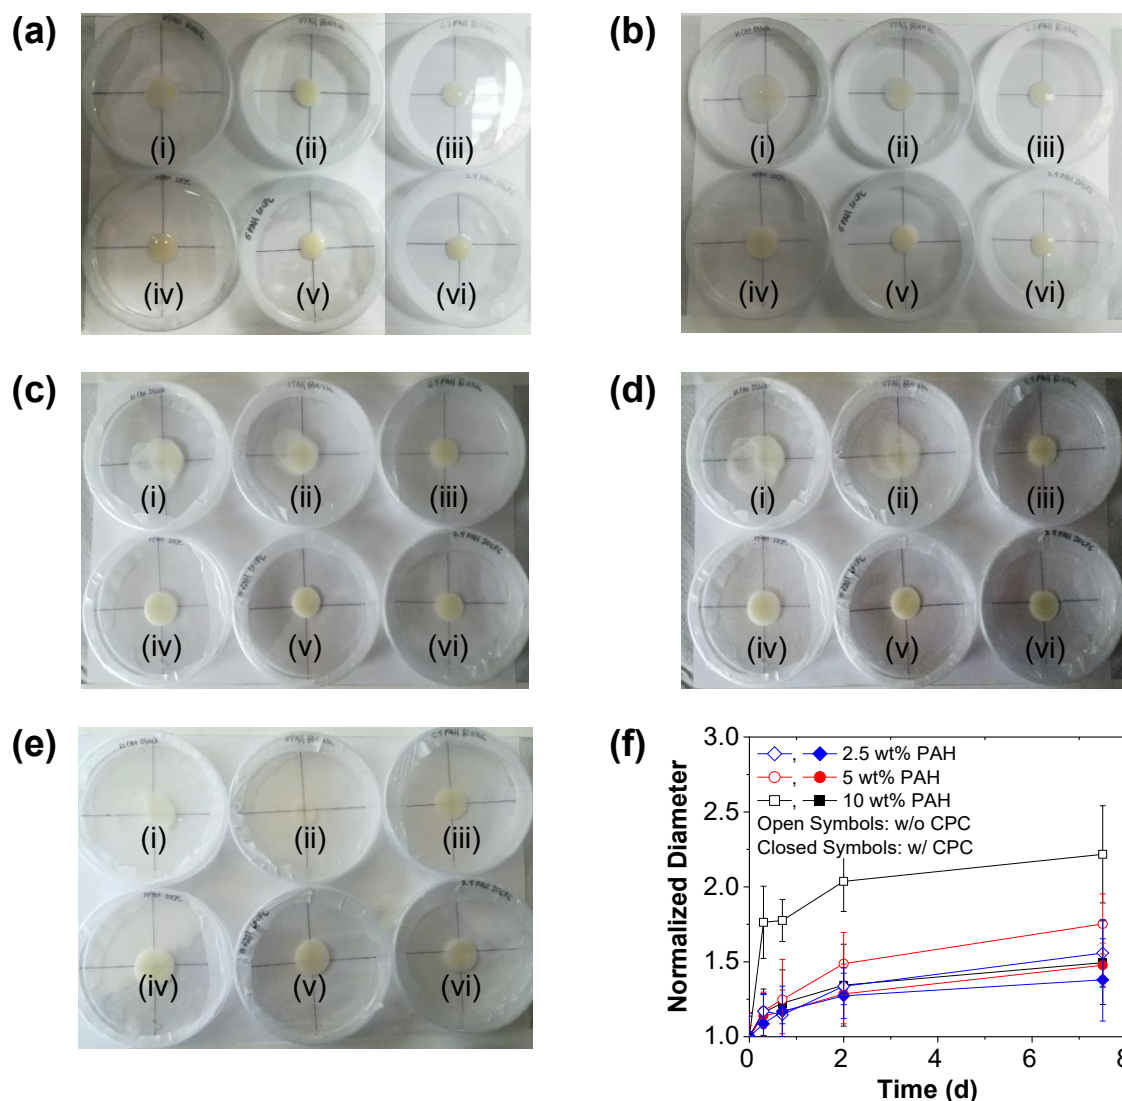 (a)
(i)
(ii)
(iii)
(iv)
(v)
(vi)
(b)
(i)
(ii)
(iii)
(iv)
(v)
(vi)
(c)
(i)
(ii)
(iii)
(iv)
(v)
(vi)
(d)
(i)
(ii)
(iii)
(iv)
(v)
(vi)
(e)
(i)
(ii)
(iii)
(iv)
(v)
(vi)
(f)
3.0
2.5
2.0
1.5
1.0
Normalized Diameter
, 2.5 wt% PAH
, 5 wt% PAH
, 10 wt% PAH
Open Symbols: w/o CPC
Closed Symbols: w/ CPC
0 2 4 6 8
Time (d)